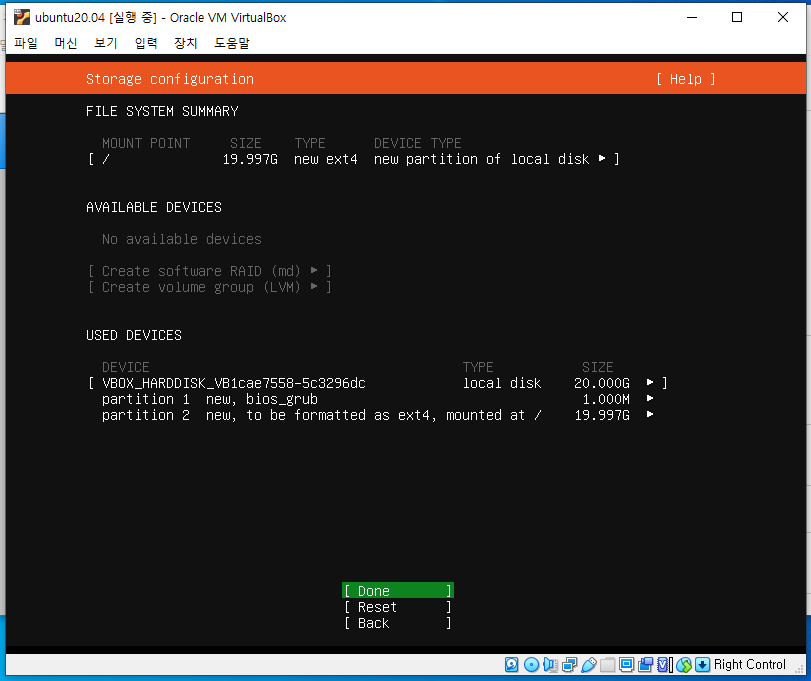 ubuntu20.04 [실행 중] - Oracle VM VirtualBox
파일 머신 보기 입력 장치 도움말
Storage configuration [ Help ]
FILE SYSTEM SUMMARY
MOUNT POINT SIZE TYPE DEVICE TYPE
[ / 19.997G new ext4 new partition of local disk ▸ ]
AVAILABLE DEVICES
No available devices
[ Create software RAID (md) ▸ ]
[ Create volume group (LVM) ▸ ]
USED DEVICES
DEVICE TYPE SIZE
[ VBOX_HARDDISK_VB1cae7558-5c3296dc local disk 20.000G ▸ ]
partition 1 new, bios_grub 1.000M ▸
partition 2 new, to be formatted as ext4, mounted at / 19.997G ▸
[ Done ]
[ Reset ]
[ Back ]
Right Control